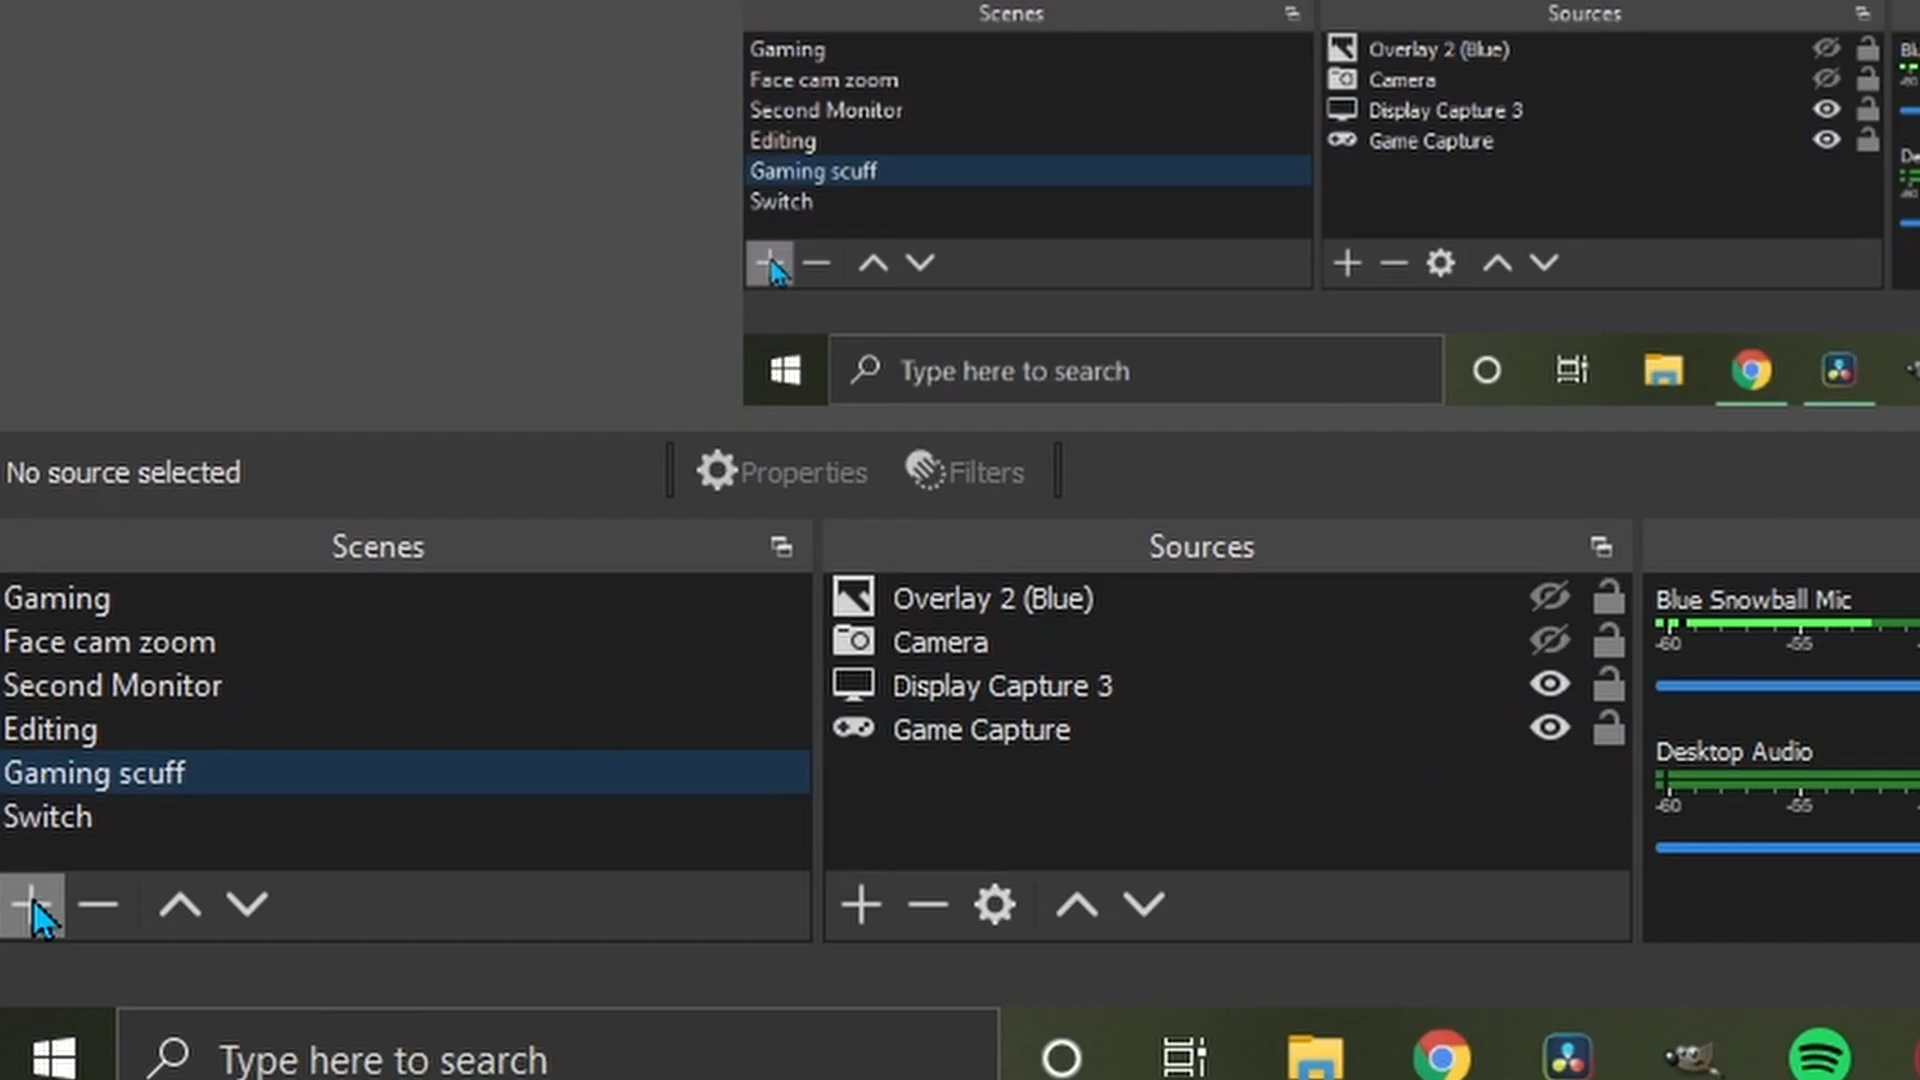 Scenes
Sources
Gaming
Overlay 2 (Blue)
Face cam zoom
Camera
Second Monitor
Display Capture 3
Editing
Game Capture
Gaming scuff
Switch
Type here to search
No source selected
Properties
Filters
Scenes
Sources
Gaming
Overlay 2 (Blue)
Blue Snowball Mic
-60 -55
Face cam zoom
Camera
Second Monitor
Display Capture 3
Editing
Game Capture
Desktop Audio
-60 -55
Gaming scuff
Switch
Type here to search